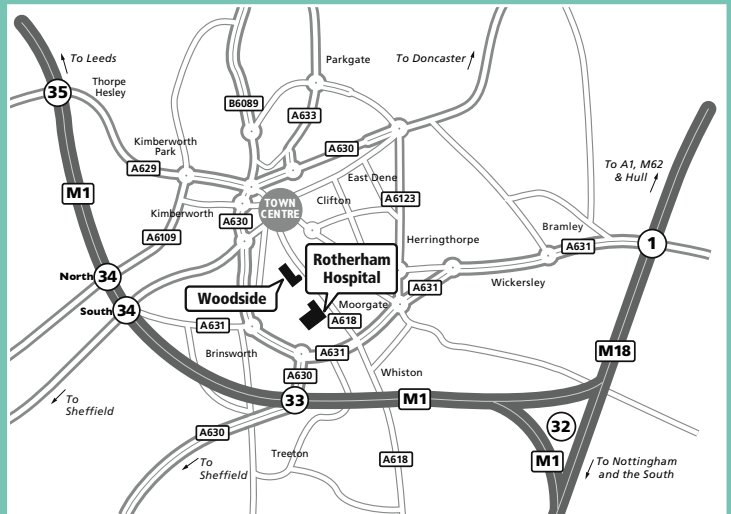 To Leeds
Parkgate
To Doncaster
Thorpe
Hesley
35
B6089
A633
Kimberworth
Park
A630
To A1, M62
& Hull
A629
East Dene
M1
A6123
TOWN
CENTRE
Clifton
Kimberworth
A630
Bramley
A6109
Herringthorpe
A631
1
Rotherham
Hospital
North 34
Wickersley
A631
Woodside
Moorgate
South 34
A618
A631
Brinsworth
A631
M18
Whiston
A630
To
Sheffield
33
M1
32
A630
Treeton
To
Sheffield
A618
M1
To Nottingham
and the South